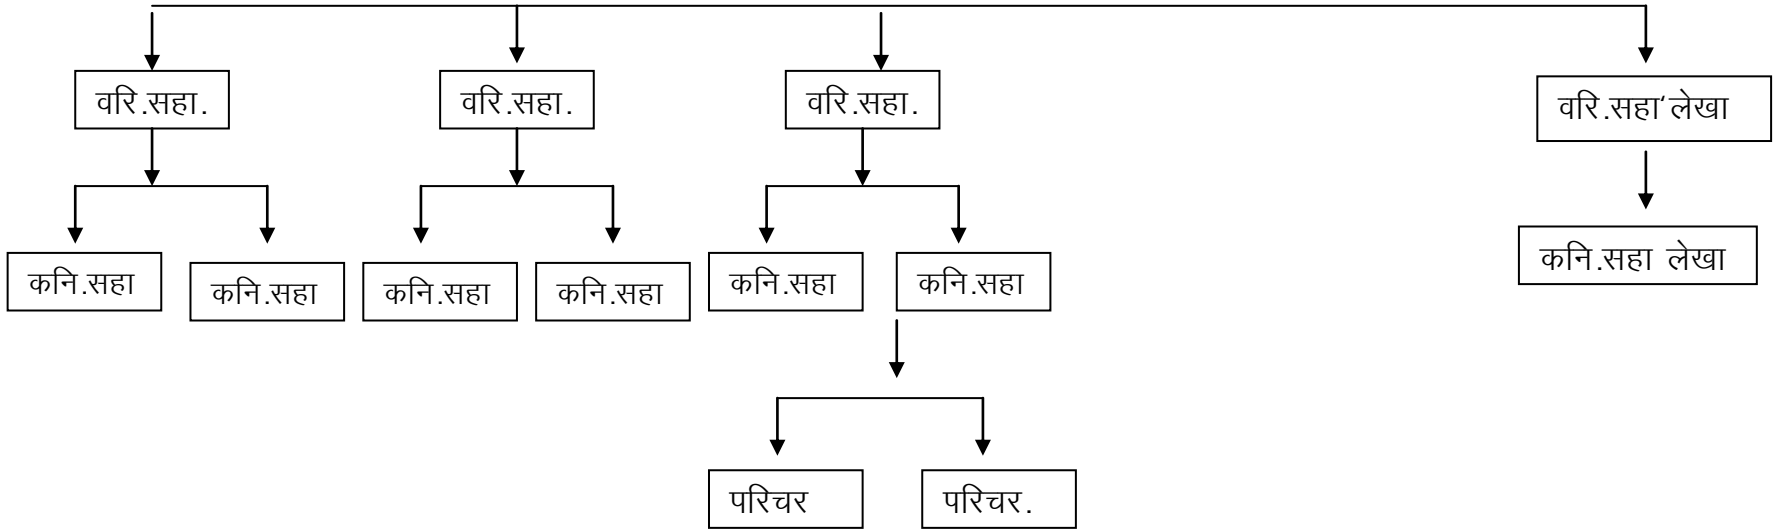 वरि.सहा.
वरि.सहा.
वरि.सहा.
वरि.सहा‘लेखा
कनि.सहा
कनि.सहा
कनि.सहा
कनि.सहा
कनि.सहा
कनि.सहा
कनि.सहा लेखा
परिचर
परिचर.